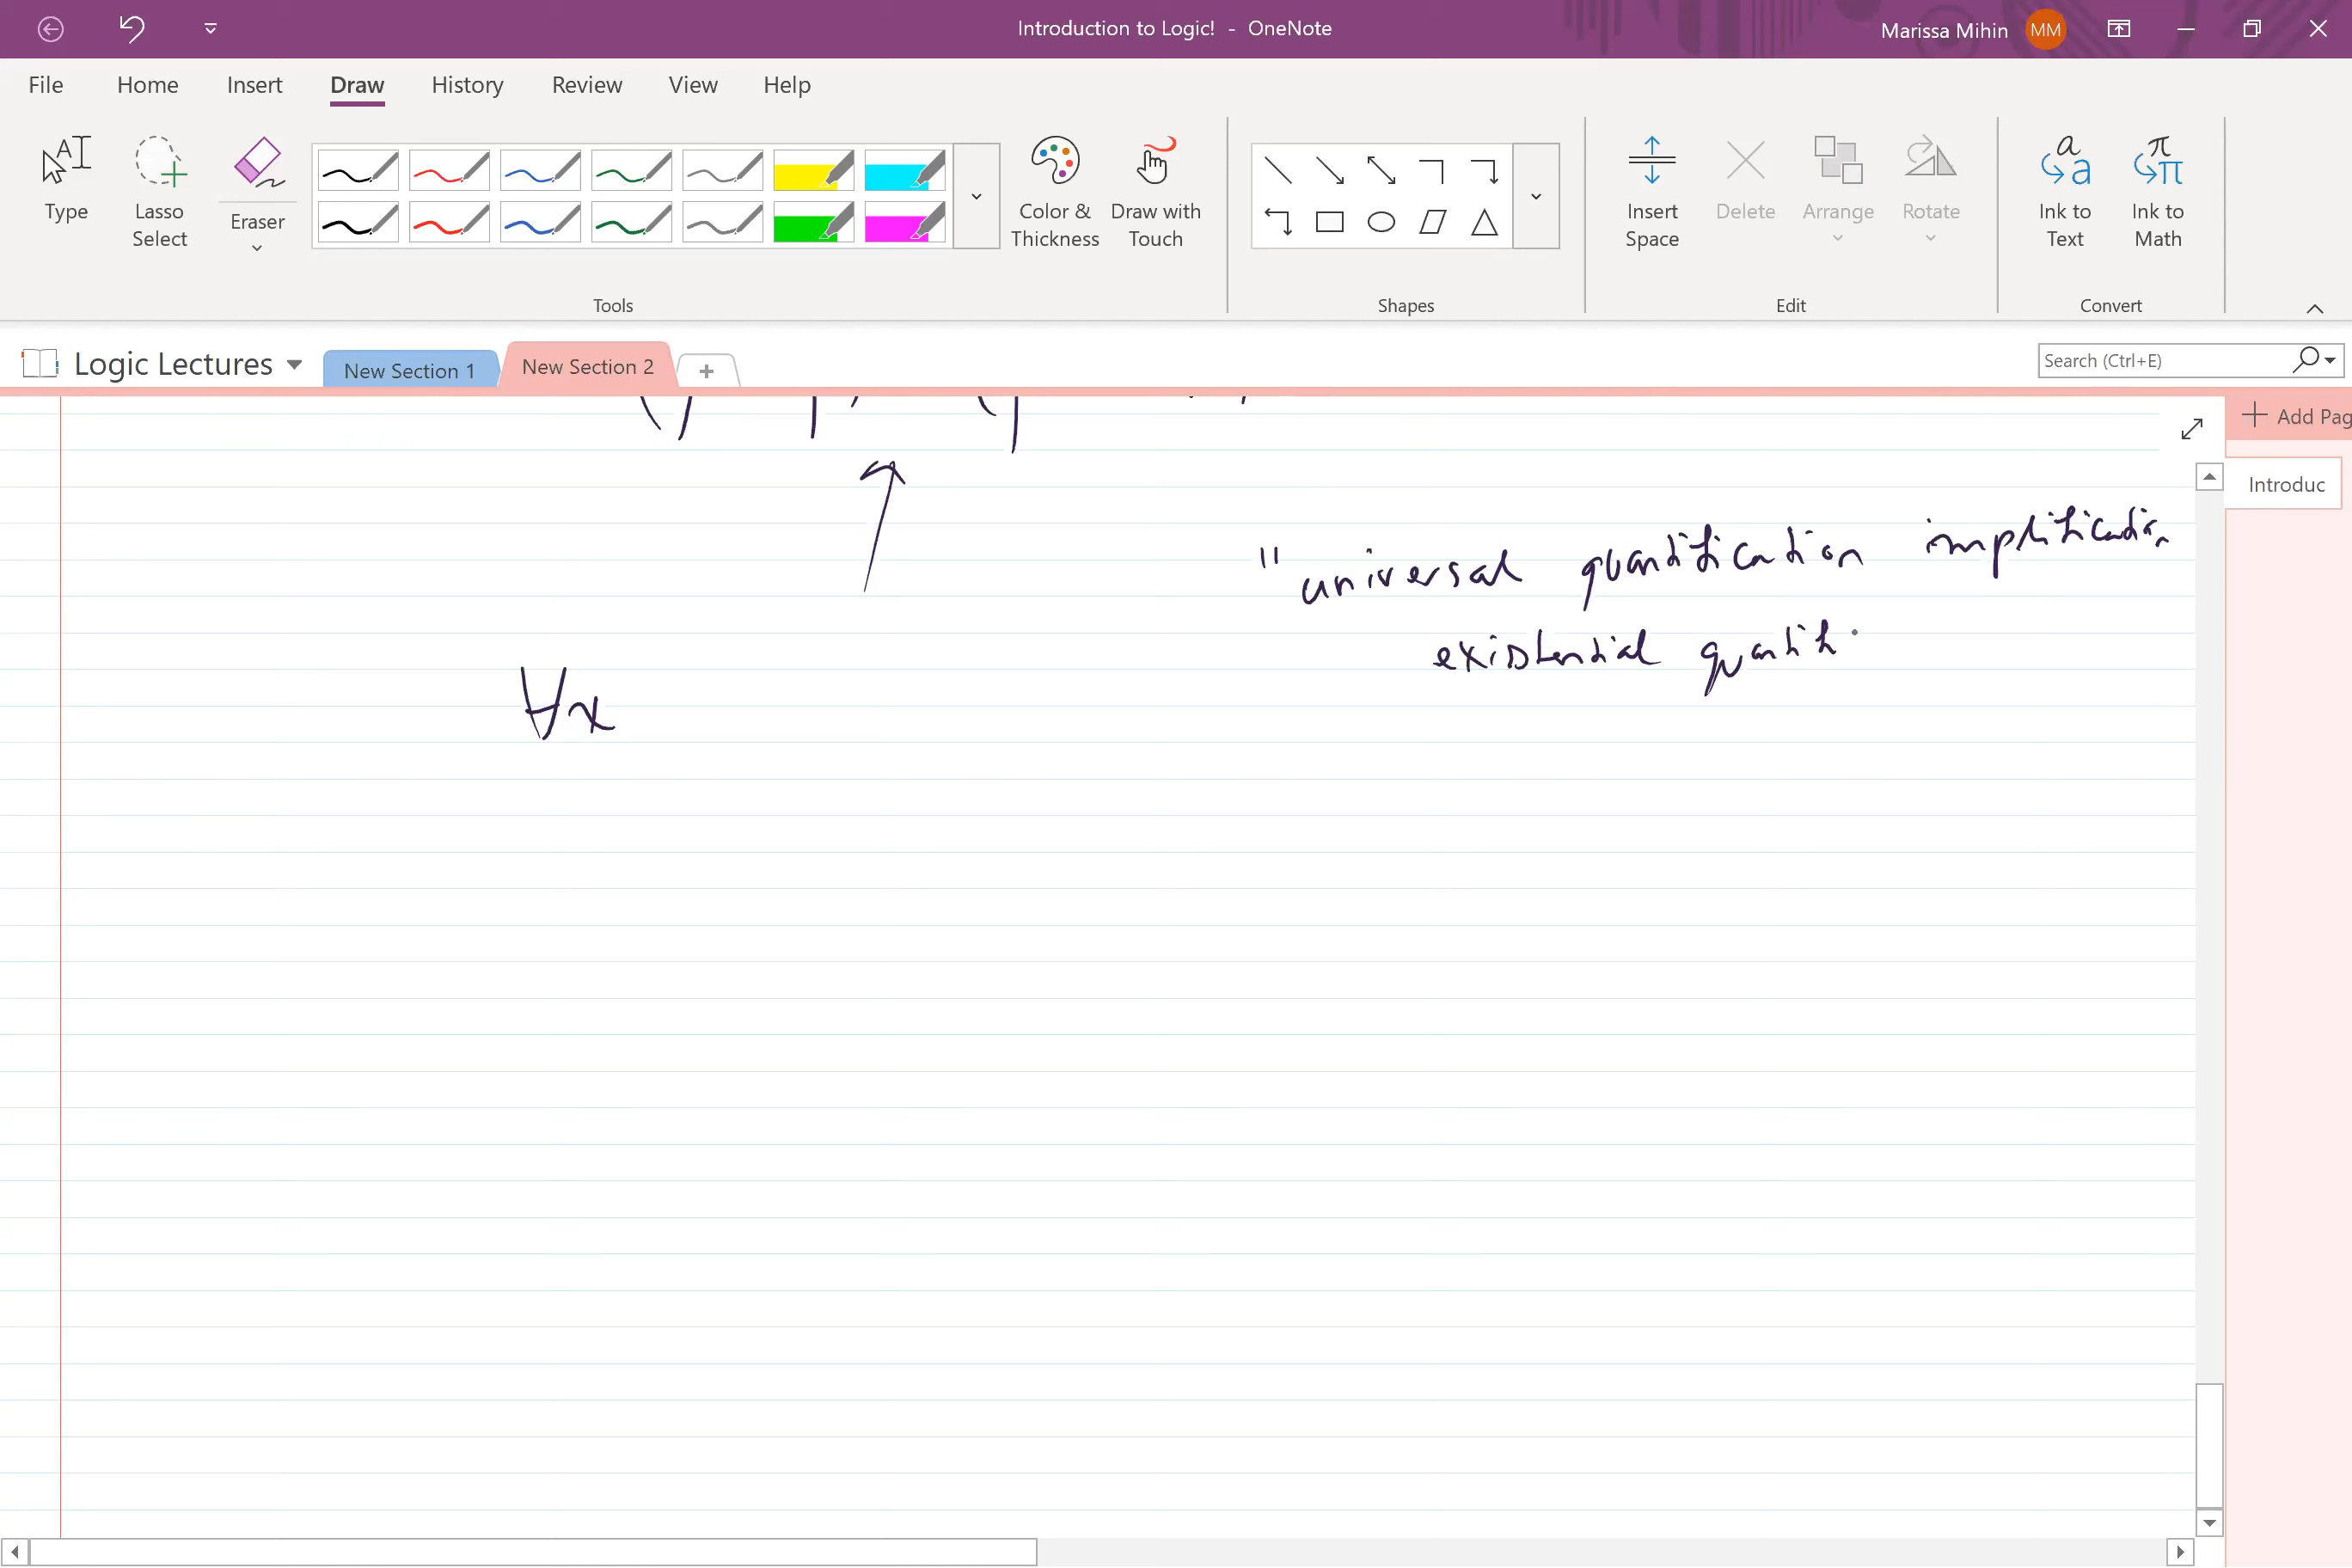 Introduction to Logic! - OneNote
Marissa Mihin MM
File Home Insert Draw History Review View Help
Type
Lasso Select
Eraser
Color & Thickness
Draw with Touch
Insert Space
Delete
Arrange
Rotate
Ink to Text
Ink to Math
Tools Shapes Edit Convert
Logic Lectures New Section 1 New Section 2 +
Search (Ctrl+E)
Add Pag
Introduc
"universal quantification
existential
∀x